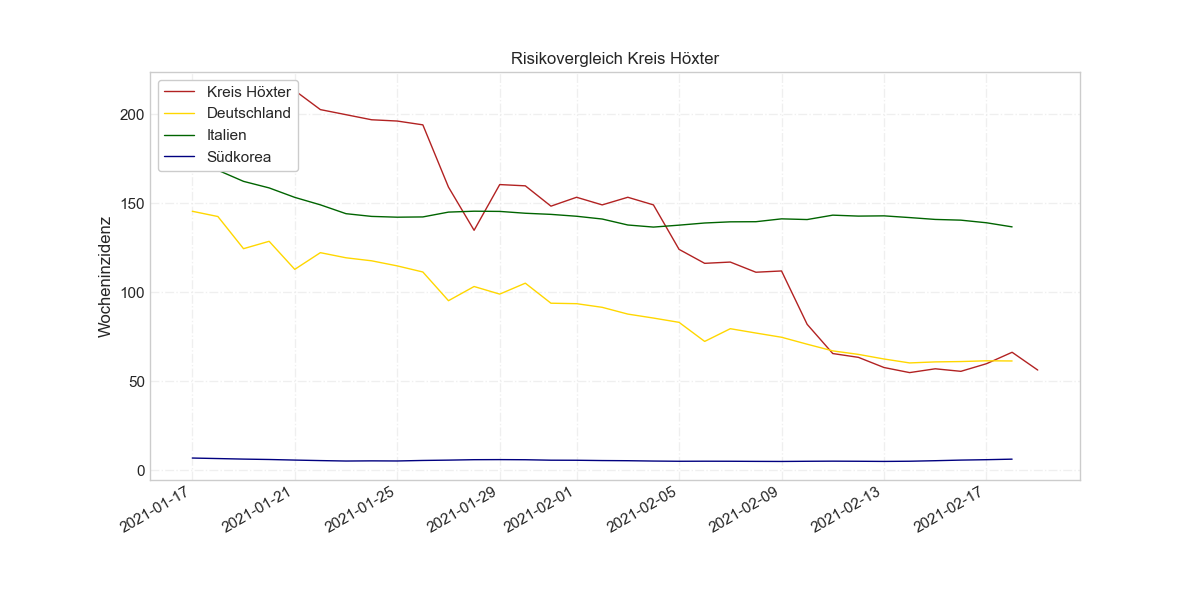 Risikovergleich Kreis Höxter
Kreis Höxter
Deutschland
Italien
Südkorea
Wocheninzidenz
200
150
100
50
0
2021-01-17
2021-01-21
2021-01-25
2021-01-29
2021-02-01
2021-02-05
2021-02-09
2021-02-13
2021-02-17